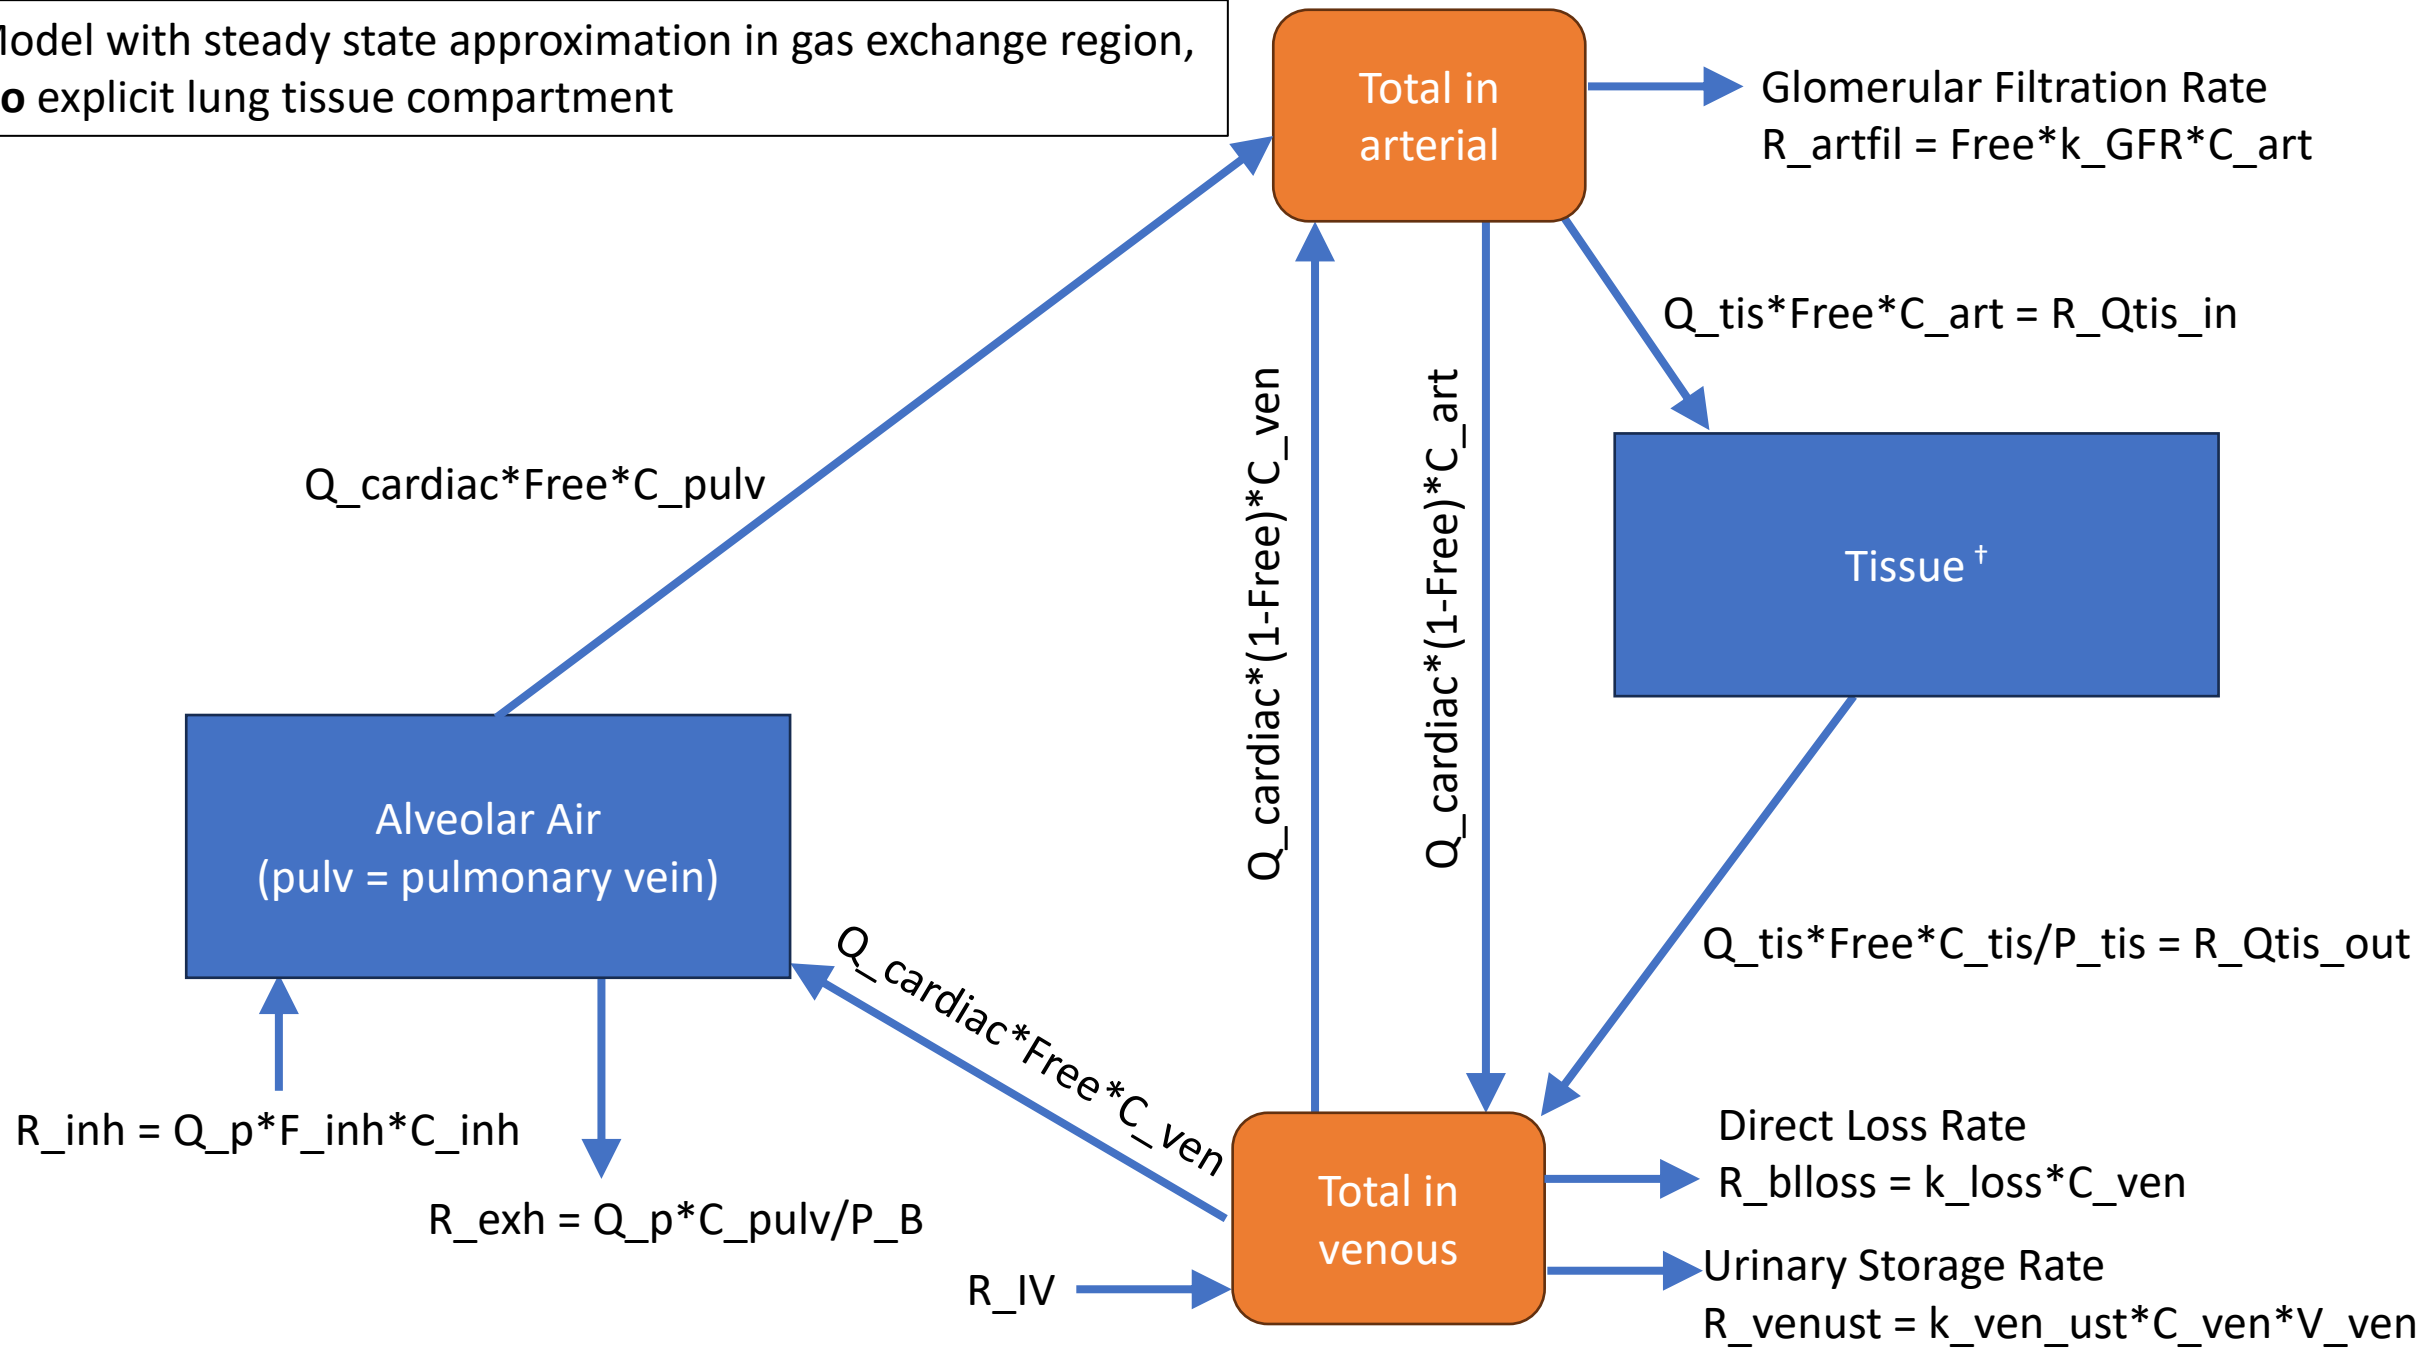 odel with steady state approximation in gas exchange region,
o explicit lung tissue compartment
Total in
arterial
Glomerular Filtration Rate
R_artfil = Free*k_GFR*C_art
Q_tis*Free*C_art = R_Qtis_in
Q_cardiac*Free*C_pulv
Q_cardiac*(1-Free)*C_ven
Q_cardiac*(1-Free)*C_art
Tissue †
Alveolar Air
(pulv = pulmonary vein)
Q_cardiac*Free*C_ven
Q_tis*Free*C_tis/P_tis = R_Qtis_out
R_inh = Q_p*F_inh*C_inh
R_exh = Q_p*C_pulv/P_B
R_IV
Total in
venous
Direct Loss Rate
R_blloss = k_loss*C_ven
Urinary Storage Rate
R_venust = k_ven_ust*C_ven*V_ven